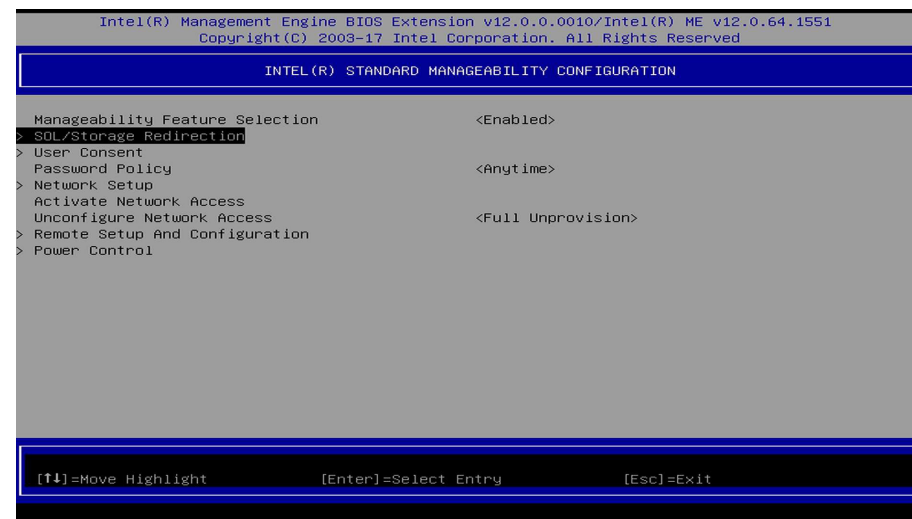 Intel(R) Management Engine BIOS Extension v12.0.0.0010/Intel(R) ME v12.0.64.1551
Copyright(C) 2003-17 Intel Corporation. All Rights Reserved
INTEL(R) STANDARD MANAGEABILITY CONFIGURATION
Manageability Feature Selection <Enabled>
> SOL/Storage Redirection
> User Consent
Password Policy <Anytime>
> Network Setup
Activate Network Access
Unconfigure Network Access <Full Unprovision>
> Remote Setup And Configuration
> Power Control
[↑↓]=Move Highlight [Enter]=Select Entry [Esc]=Exit